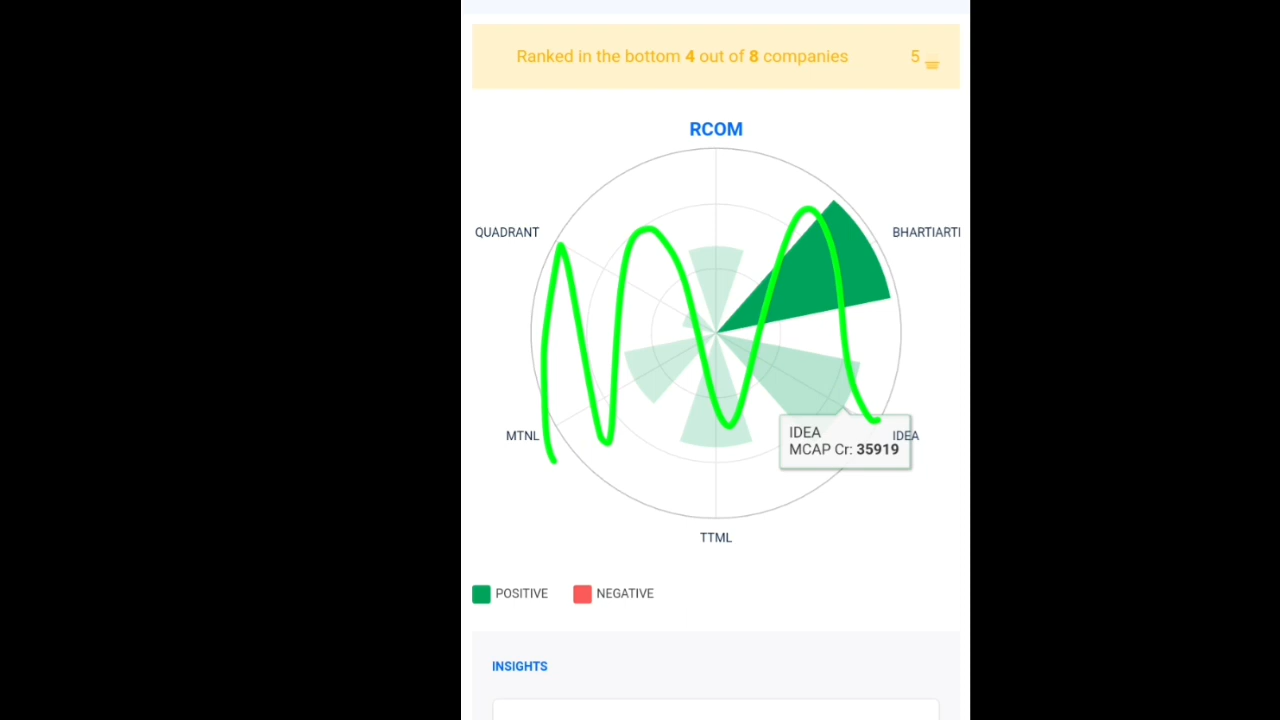 Ranked in the bottom 4 out of 8 companies 5
RCOM
QUADRANT
BHARTIARTI
MTNL
IDEA
IDEA
MCAP Cr: 35919
TTML
POSITIVE NEGATIVE
INSIGHTS